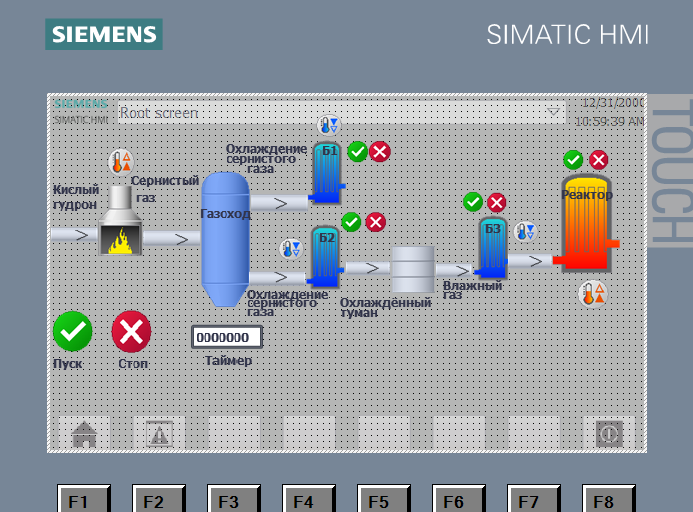 SIEMENS
SIMATIC HMI
SIEMENS
SIMATIC HMI
Root screen
12/31/2000
10:59:39 AM
TOUCH
Охлаждение
сернистого
газа
Б1
Кислый
гудрон
Сернистый
газ
Газоход
Реактор
Б2
Б3
Охлаждение
сернистого
газа
Охлаждённый
туман
Влажный
газ
0000000
Таймер
Пуск
Стоп
F1
F2
F3
F4
F5
F6
F7
F8